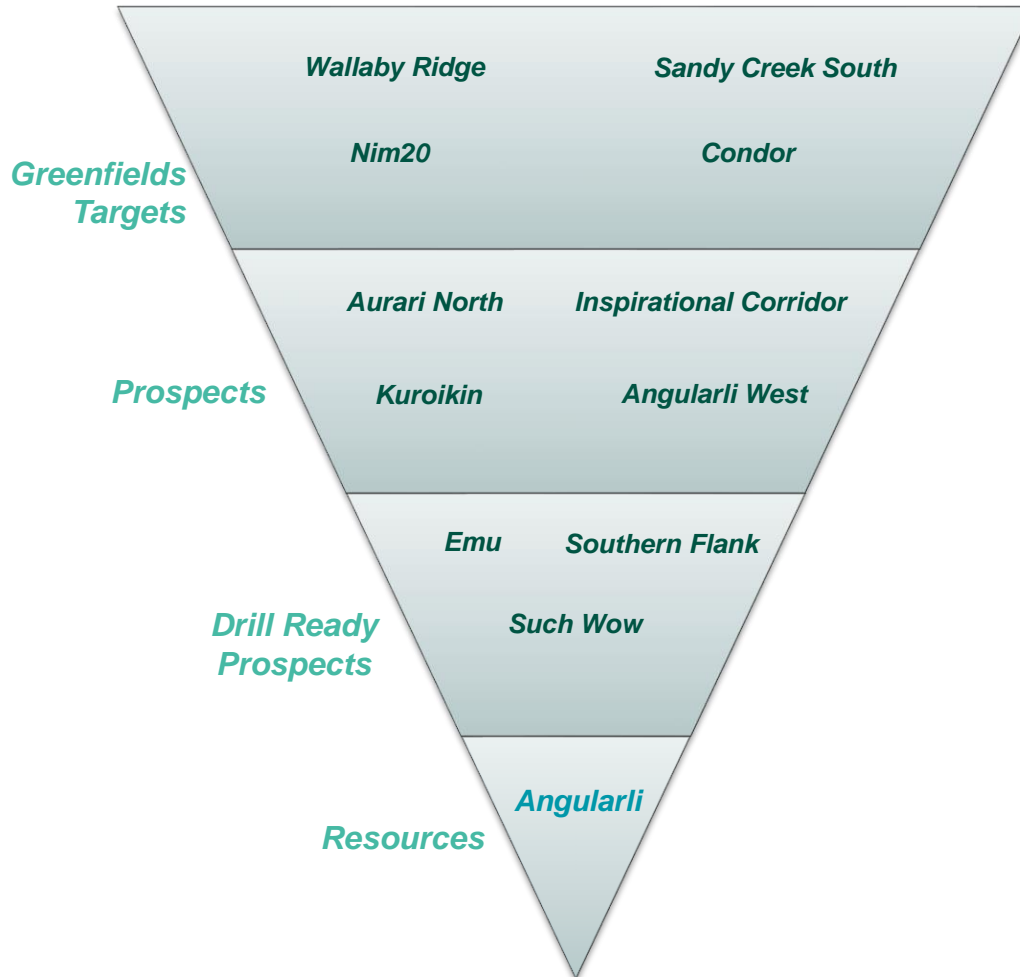 Wallaby Ridge
Sandy Creek South
Nim20
Condor
Greenfields
Targets
Aurari North
Inspirational Corridor
Prospects
Kuroikin
Angularli West
Emu
Southern Flank
Drill Ready
Prospects
Such Wow
Angularli
Resources